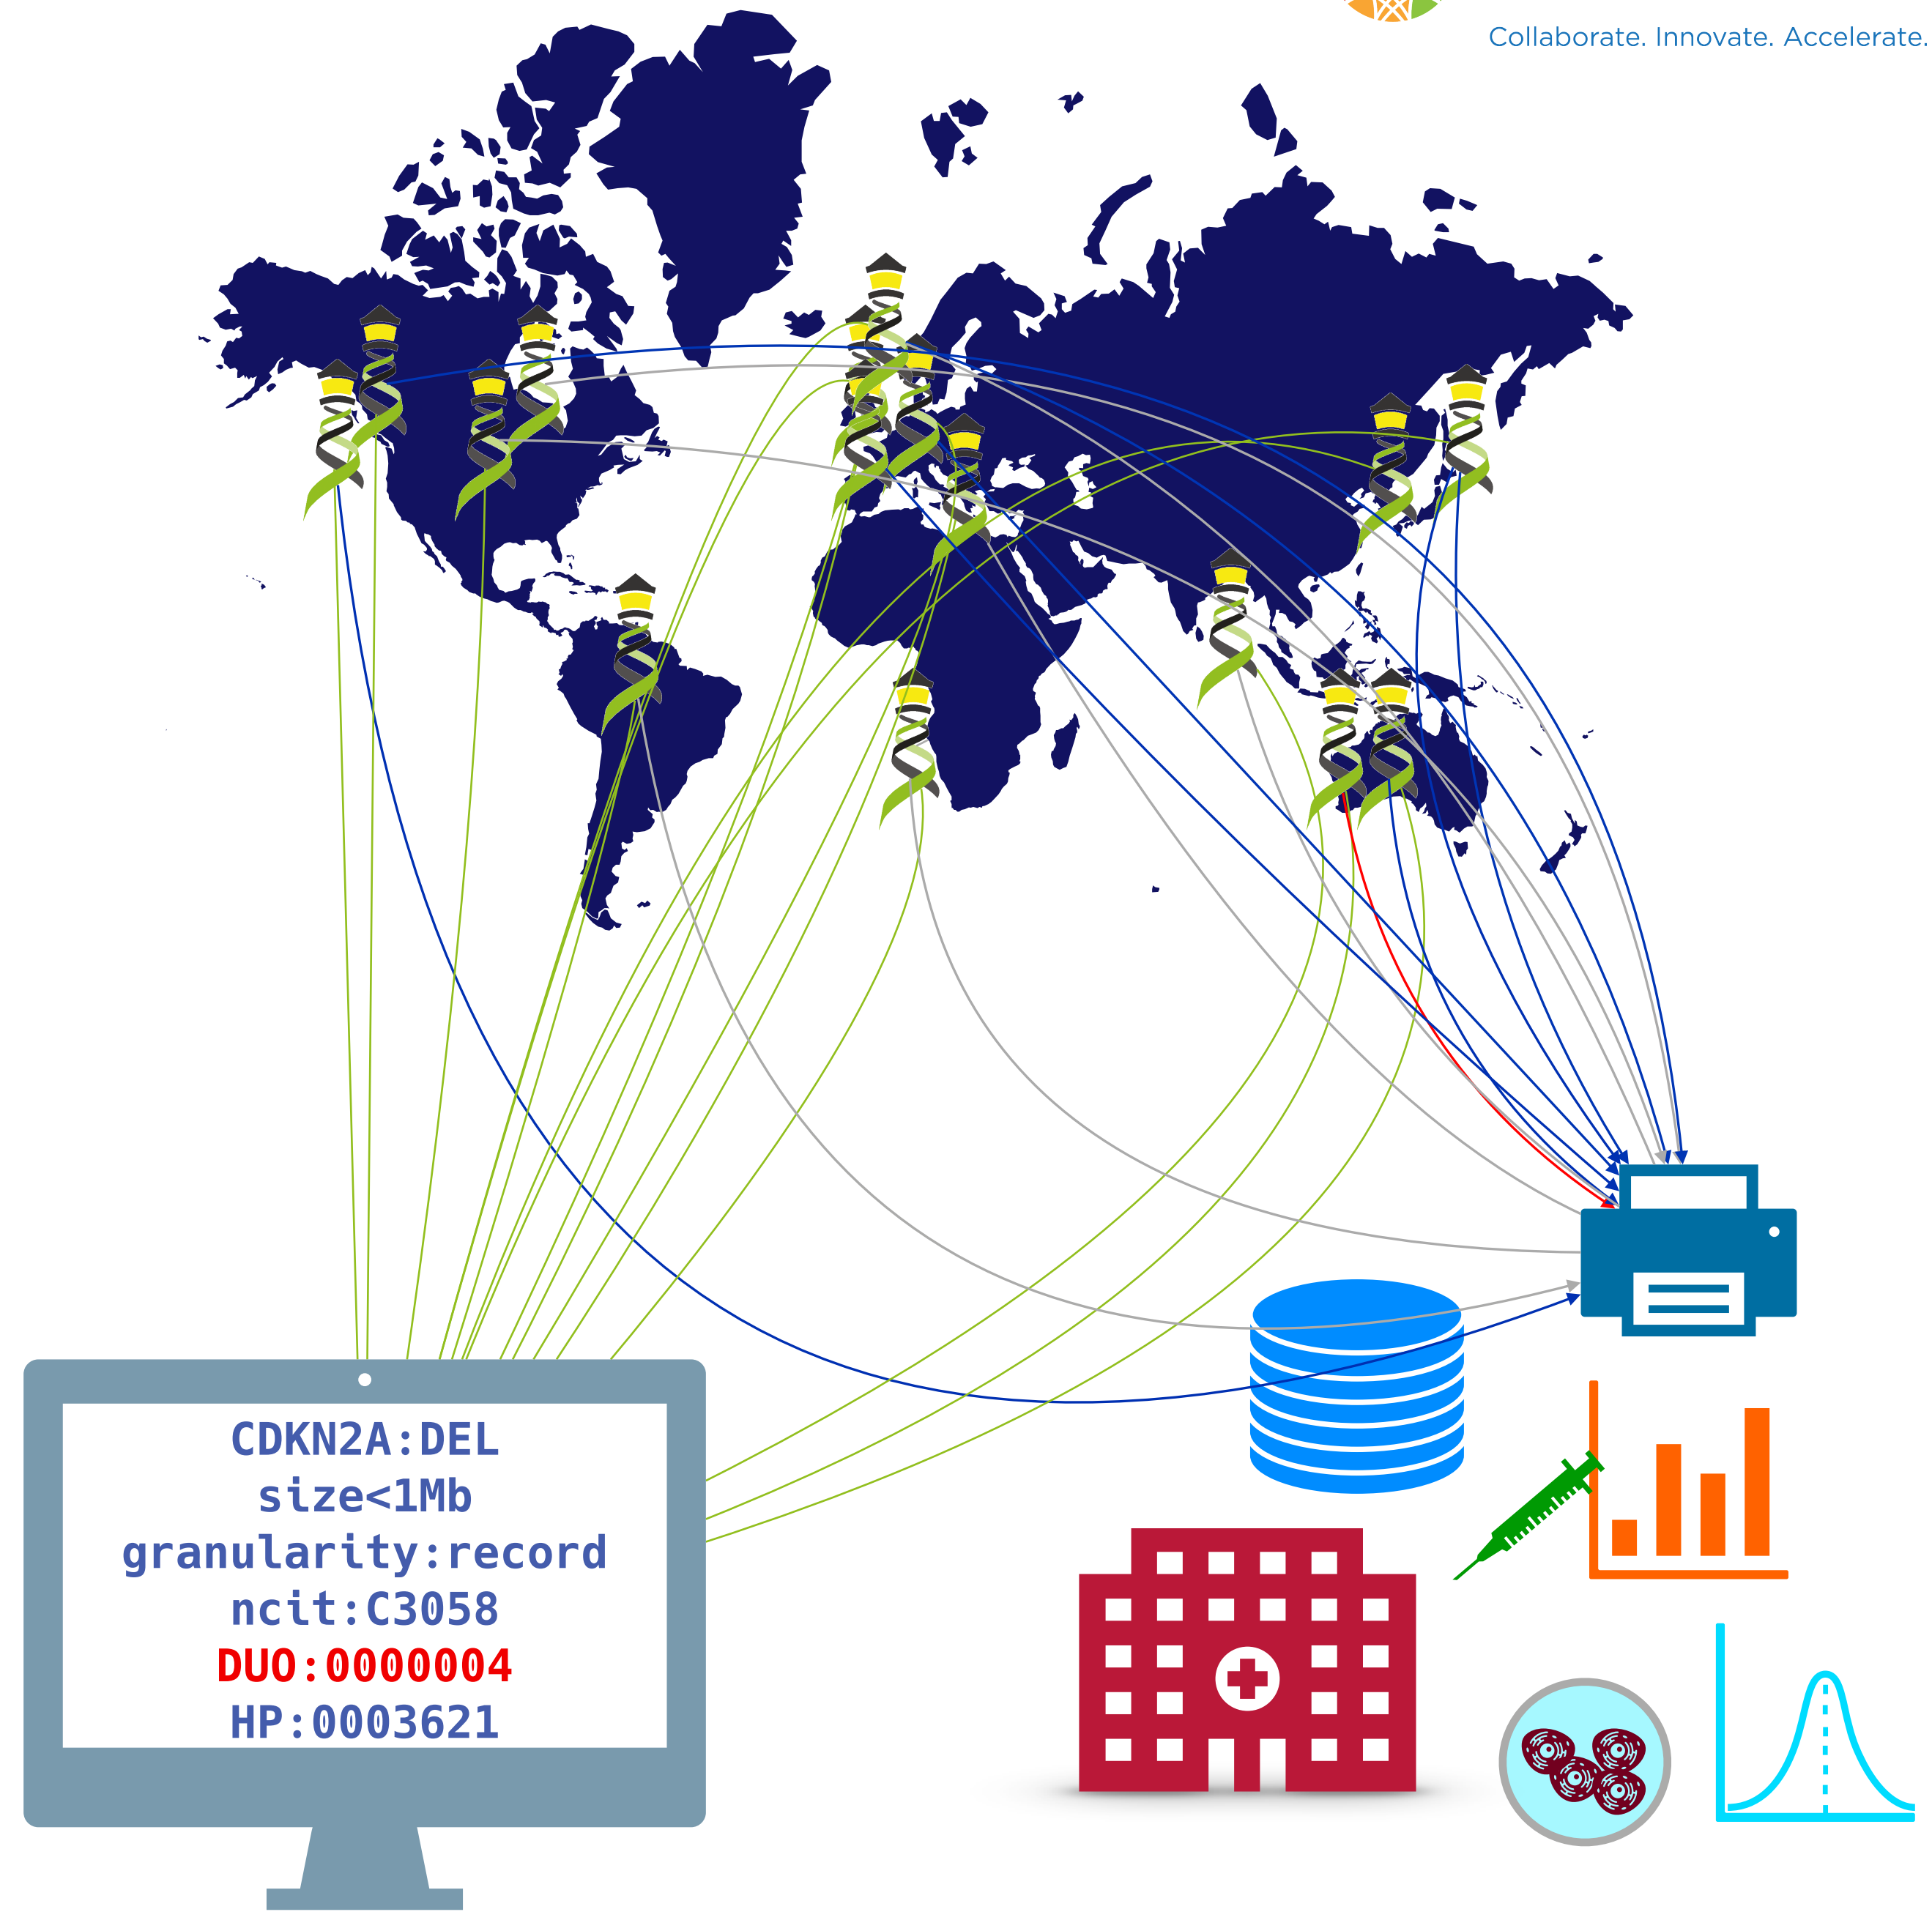 Collaborate. Innovate. Accelerate.
CDKN2A:DEL
size<1Mb
granularity:record
ncit:C3058
DUO:0000004
HP:0003621